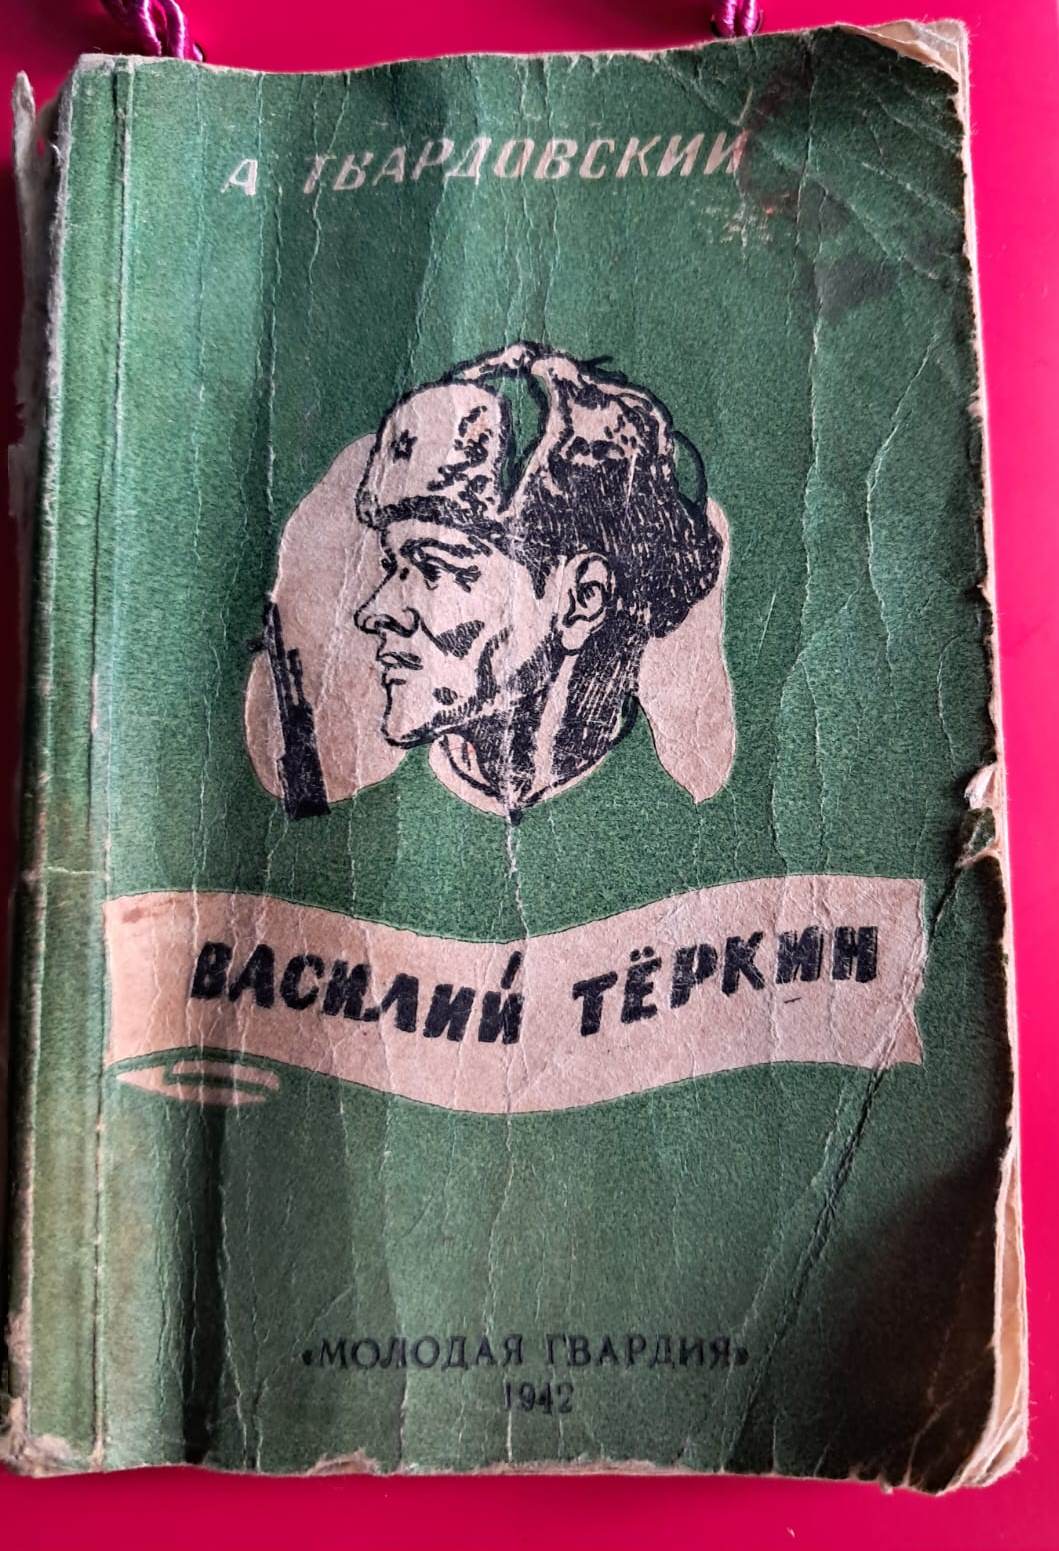 А ТВАРДОВСКИЙ
ВАСИЛИЙ ТЁРКИН
«МОЛОДАЯ ГВАРДИЯ»
1942